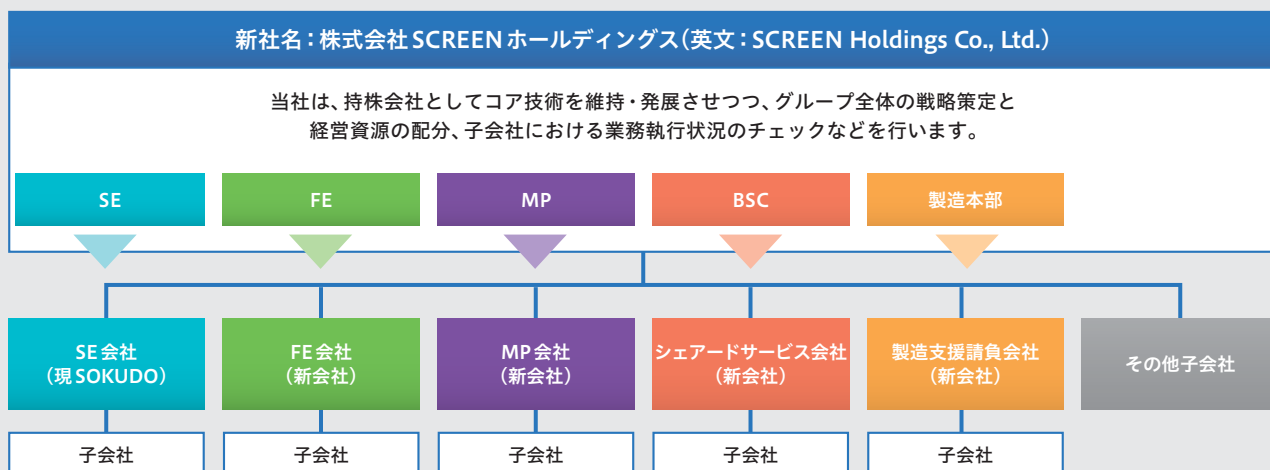 新社名：株式会社SCREENホールディングス（英文：SCREEN Holdings Co., Ltd.）
当社は、持株会社としてコア技術を維持・発展させつつ、グループ全体の戦略策定と
経営資源の配分、子会社における業務執行状況のチェックなどを行います。
SE
FE
MP
BSC
製造本部
SE会社
（現SOKUDO）
FE会社
（新会社）
MP会社
（新会社）
シェアードサービス会社
（新会社）
製造支援請負会社
（新会社）
その他子会社
子会社
子会社
子会社
子会社
子会社